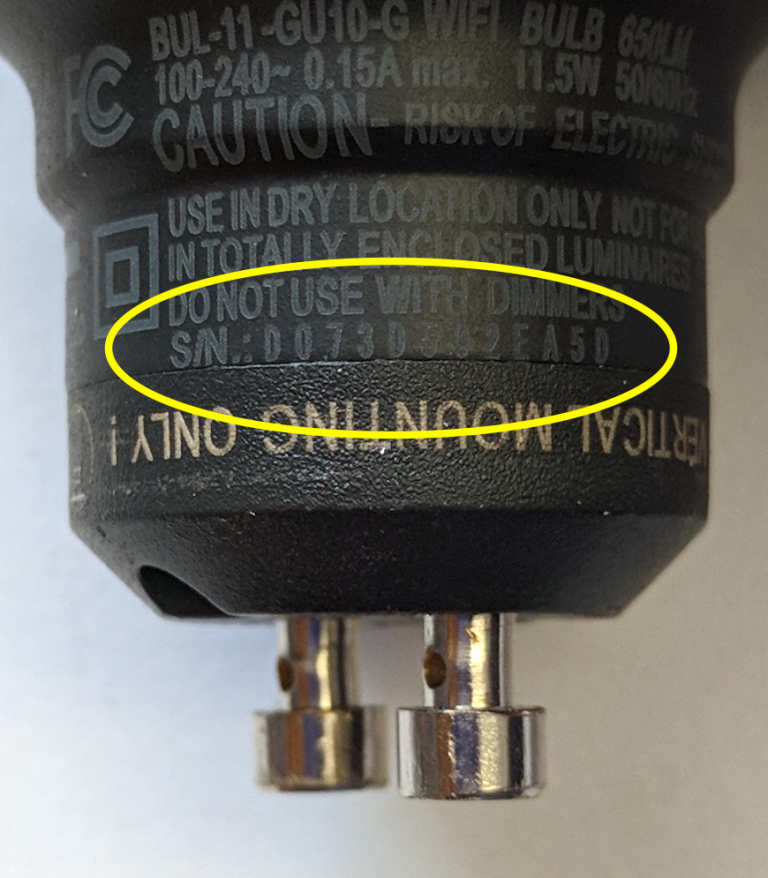 BUL-11-GU10-G WIFI BULB 650LM
FC
100-240~ 0.15A max. 11.5W 50/60Hz
CAUTION- RISK OF ELECTRIC
USE IN DRY LOCATION ONLY NOT FOR
IN TOTALLY ENCLOSED LUMINAIRES
DO NOT USE WITH DIMMERS
S/N.: D073D502EA5D
VERTICAL MOUNTING ONLY !